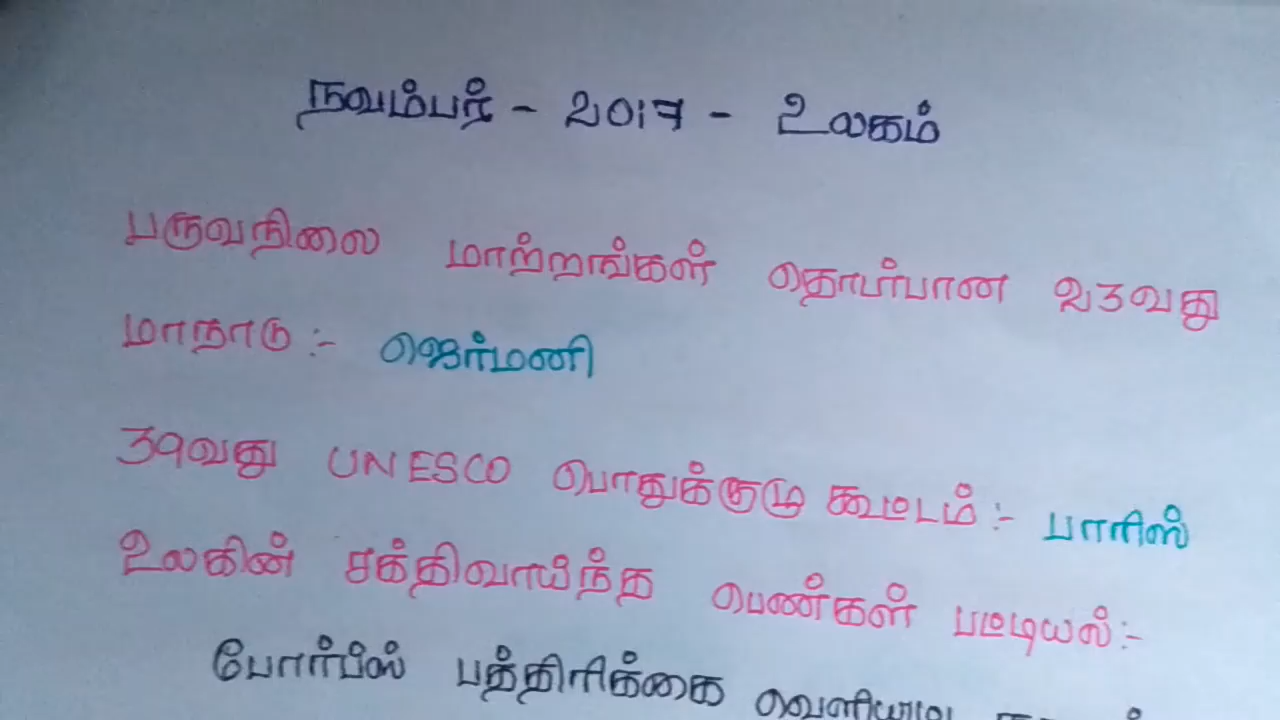 நவம்பர் - 2017 - உலகம்
பருவநிலை மாற்றங்கள் தொடர்பான 23வது
மாநாடு :- ஜெர்மனி
39வது UNESCO பொதுக்குழு கூட்டம் :- பாரிஸ்
உலகின் சக்திவாய்ந்த பெண்கள் பட்டியல் :-
போர்ப்ஸ் பத்திரிக்கை